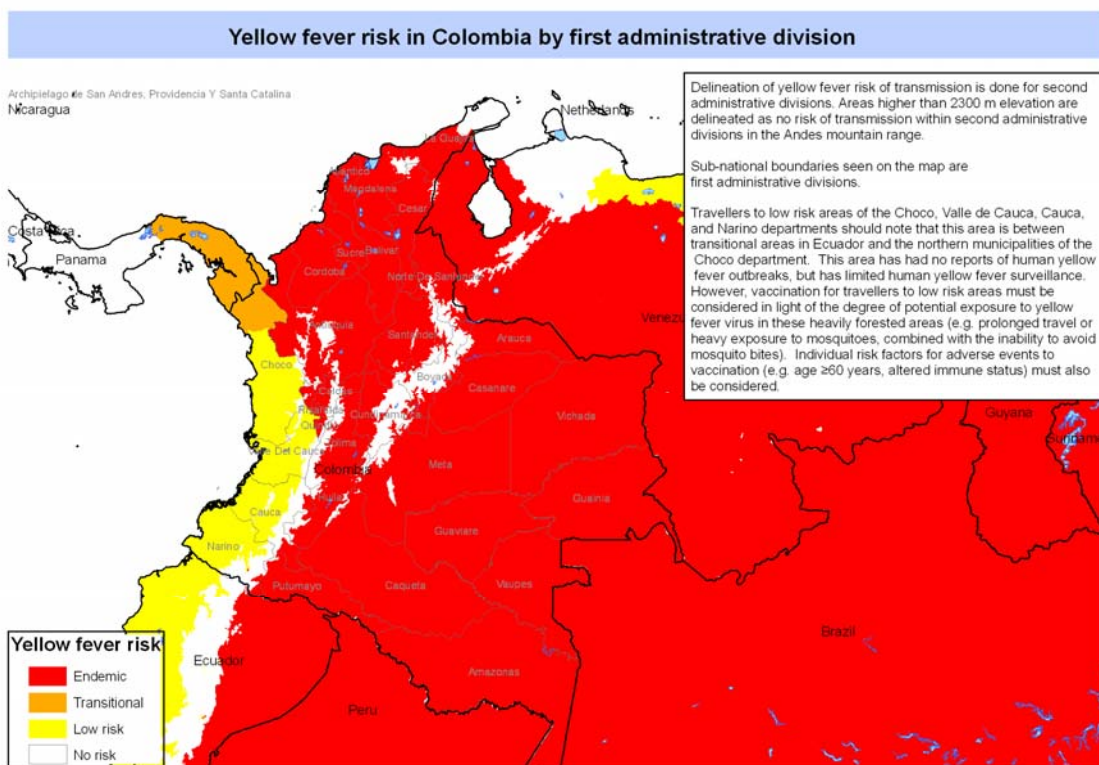 Yellow fever risk in Colombia by first administrative division
Archipielago de San Andres, Providencia Y Santa Catalina
Nicaragua
Netherlands
Delineation of yellow fever risk of transmission is done for second
administrative divisions. Areas higher than 2300 m elevation are
delineated as no risk of transmission within second administrative
divisions in the Andes mountain range.
Sub-national boundaries seen on the map are
first administrative divisions.
Travellers to low risk areas of the Choco, Valle de Cauca, Cauca,
and Narino departments should note that this area is between
transitional areas in Ecuador and the northern municipalities of the
Choco department. This area has had no reports of human yellow
fever outbreaks, but has limited human yellow fever surveillance.
However, vaccination for travellers to low risk areas must be
considered in light of the degree of potential exposure to yellow
fever virus in these heavily forested areas (e.g. prolonged travel or
heavy exposure to mosquitoes, combined with the inability to avoid
mosquito bites). Individual risk factors for adverse events to
vaccination (e.g. age ≥60 years, altered immune status) must also
be considered.
La Guajira
Atlantico
Magdalena
Cesar
Costa Rica
Panama
Sucre
Bolivar
Cordoba
Norte De Santander
Antioquia
Santander
Arauca
Venezu
Choco
Boyaca
Caldas
Casanare
Risaralda
Cundinamarca
Vichada
Quindio
Guyana
Suriname
Tolima
Valle Del Cauca
Colombia
Meta
Huila
Guainia
Cauca
Guaviare
Narino
Putumayo
Caqueta
Vaupes
Brazil
Ecuador
Amazonas
Peru
Yellow fever risk
Endemic
Transitional
Low risk
No risk